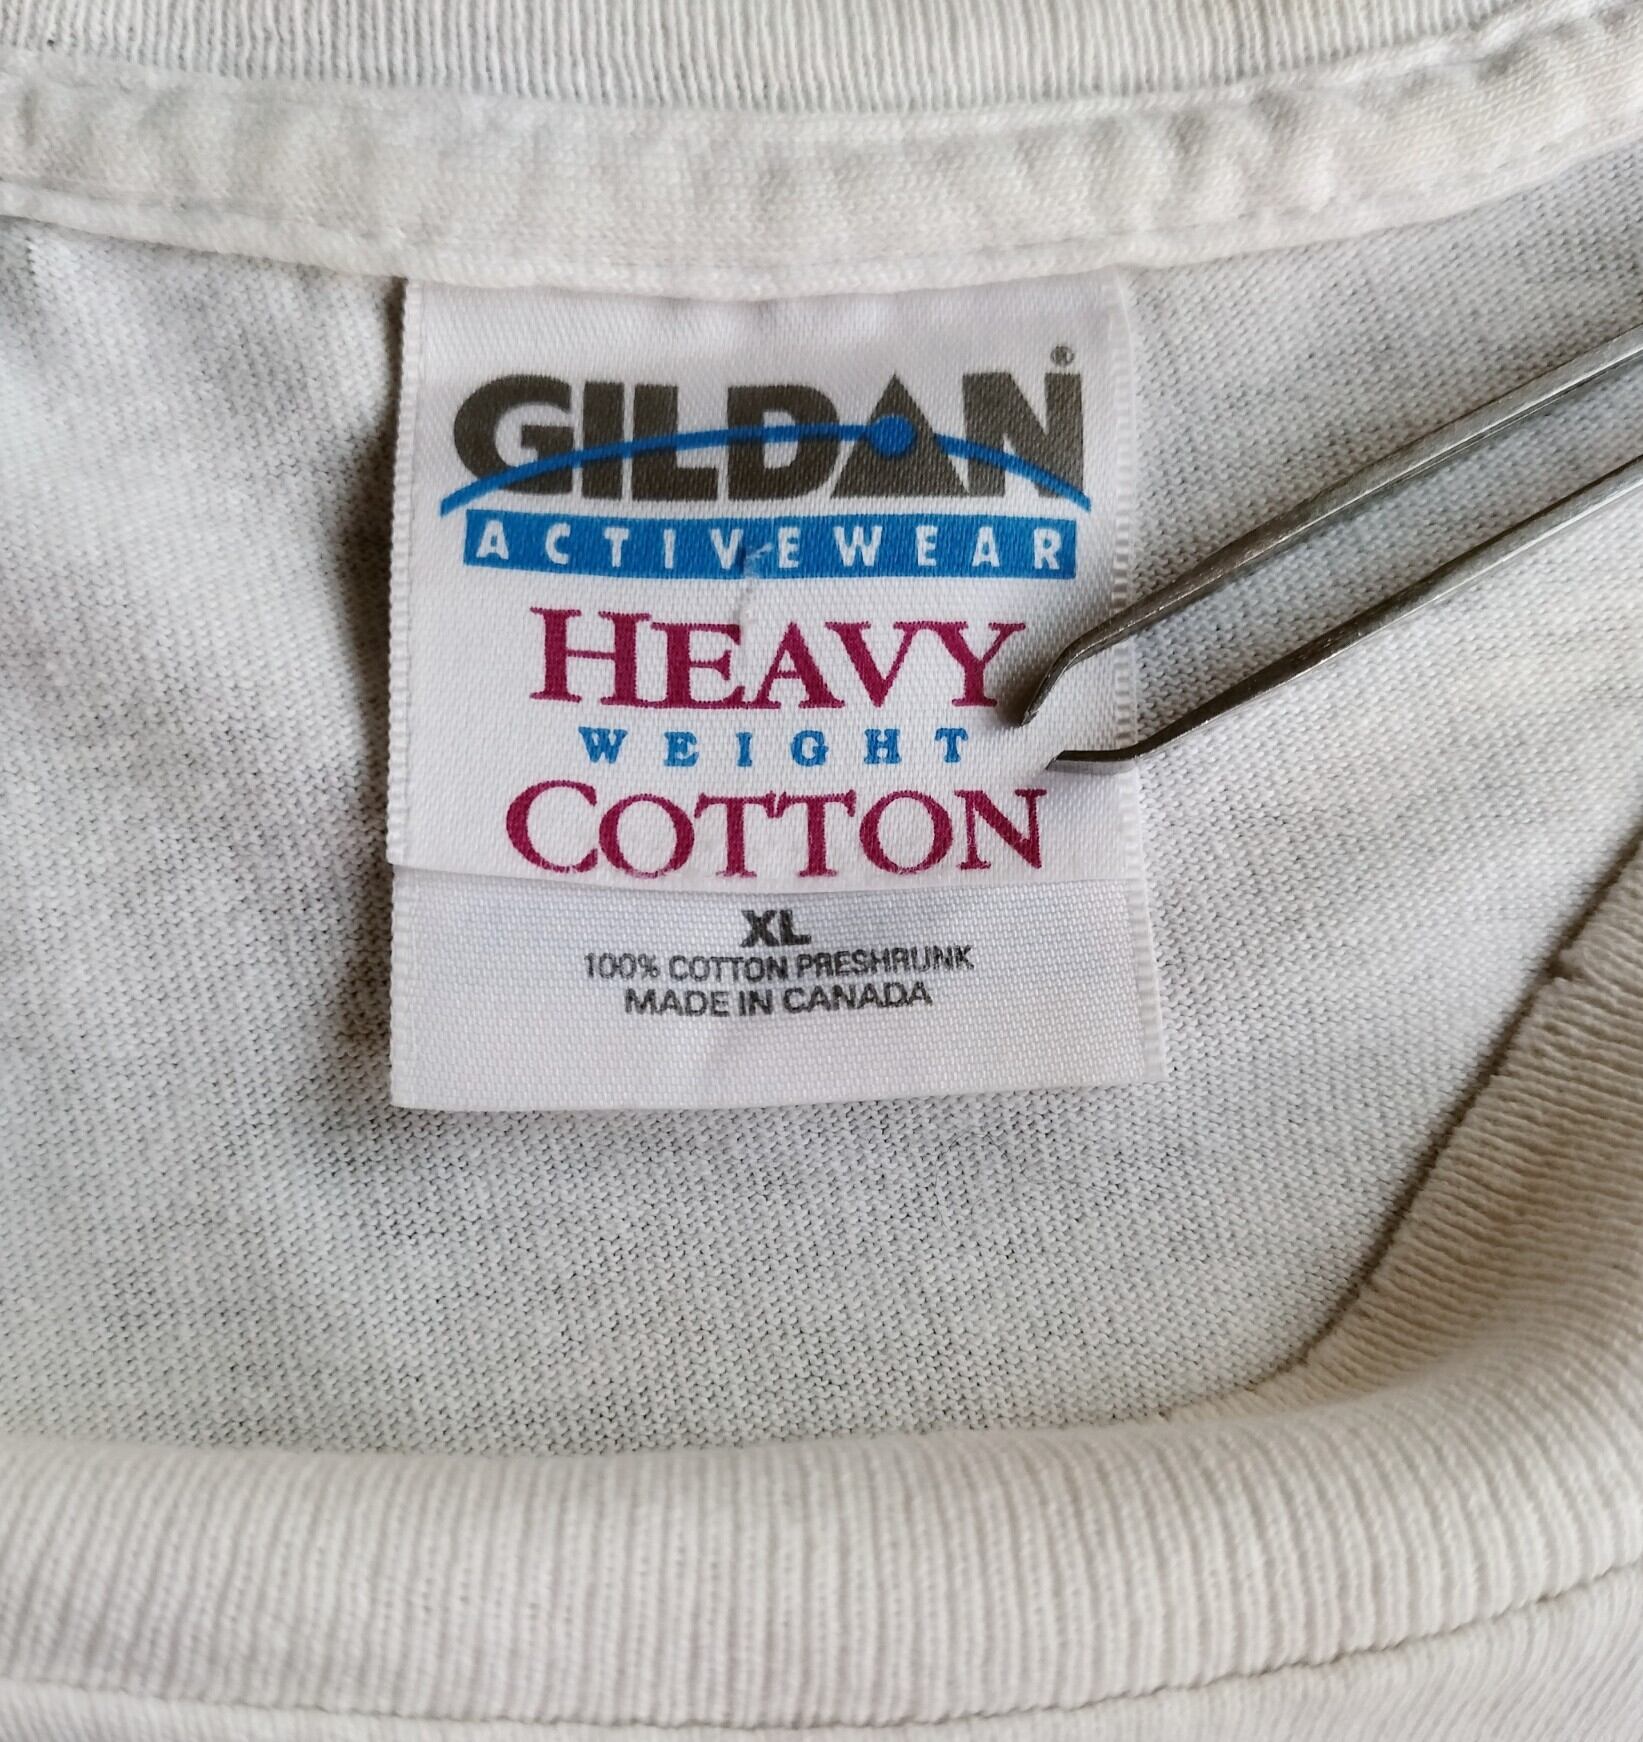 GILDAN®
ACTIVEWEAR
HEAVY
WEIGHT
COTTON
XL
100% COTTON PRESHRUNK
MADE IN CANADA